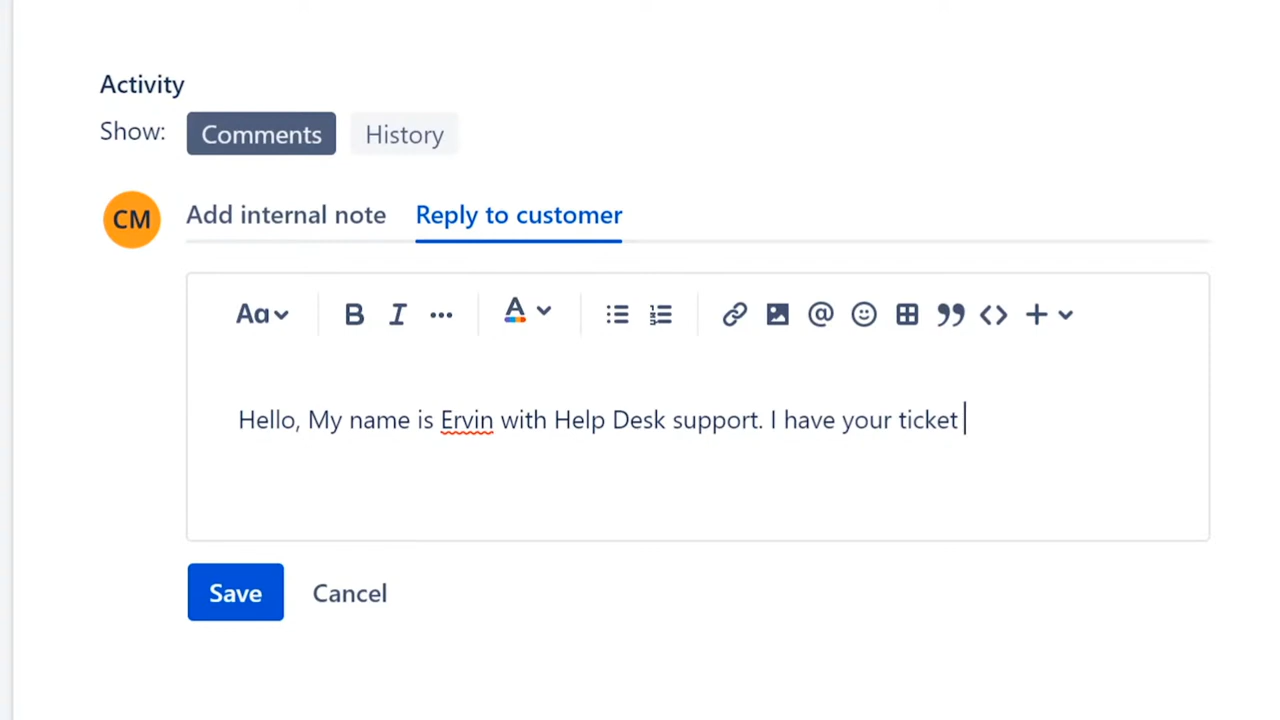 Activity
Show: Comments History
CM Add internal note Reply to customer
Aa B I ... A @
Hello, My name is Ervin with Help Desk support. I have your ticket
Save Cancel